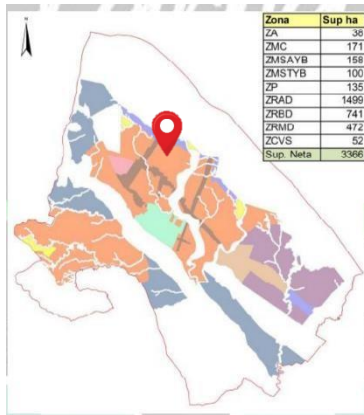 N
Zona Sup ha
ZA 38
ZMC 171
ZMSAYB 158
ZMSTYB 100
ZP 135
ZRAD 1499
ZRBD 741
ZRMD 472
ZCVS 52
Sup. Neta 3366